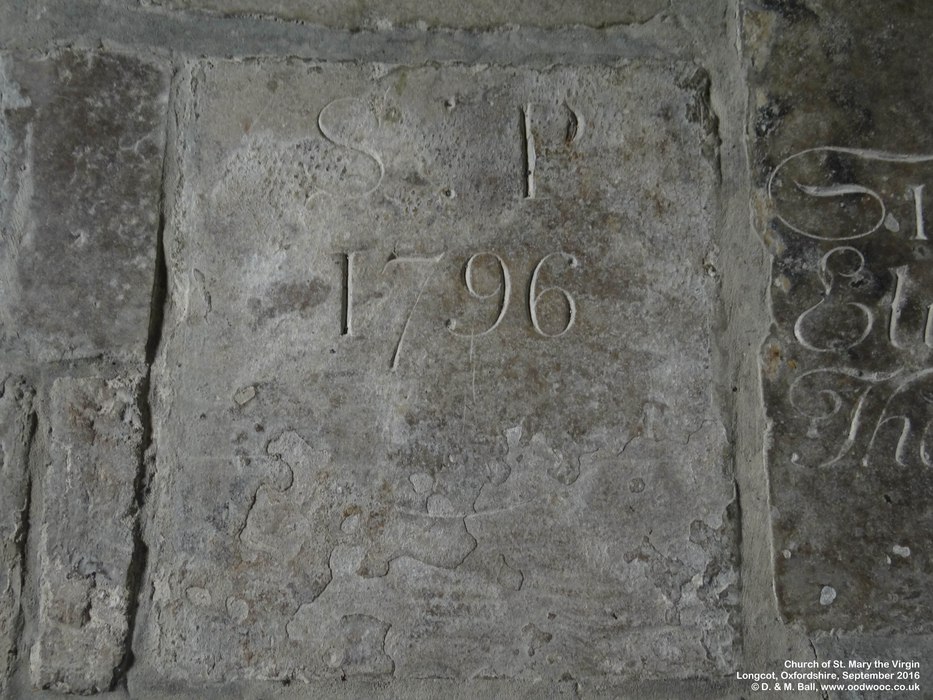 S P
1796
Church of St. Mary the Virgin
Longcot, Oxfordshire, September 2016
© D. & M. Ball, www.oodwooc.co.uk